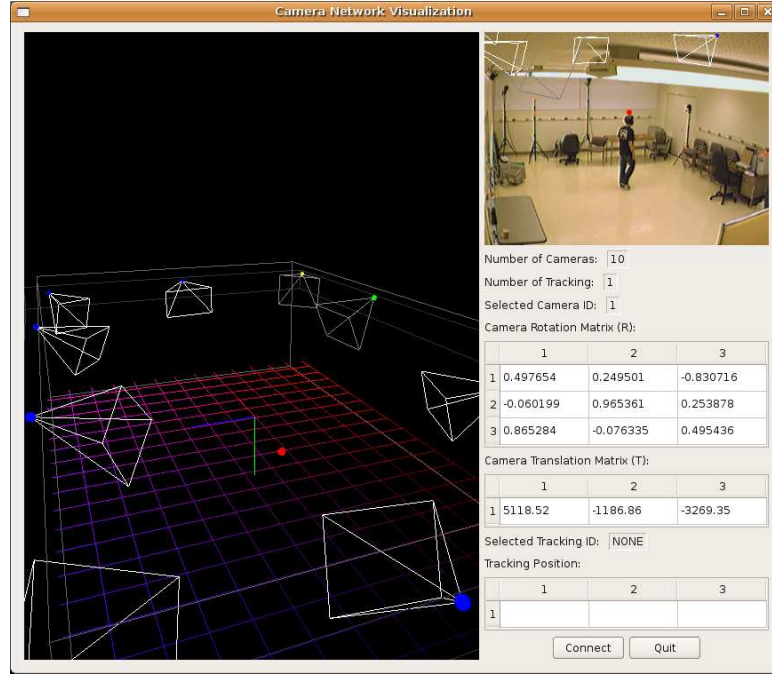 Camera Network Visualization
Number of Cameras: 10
Number of Tracking: 1
Selected Camera ID: 1
Camera Rotation Matrix (R):
1 2 3
1 0.497654 0.249501 -0.830716
2 -0.060199 0.965361 0.253878
3 0.865284 -0.076335 0.495436
Camera Translation Matrix (T):
1 2 3
1 5118.52 -1186.86 -3269.35
Selected Tracking ID: NONE
Tracking Position:
1 2 3
1
Connect Quit